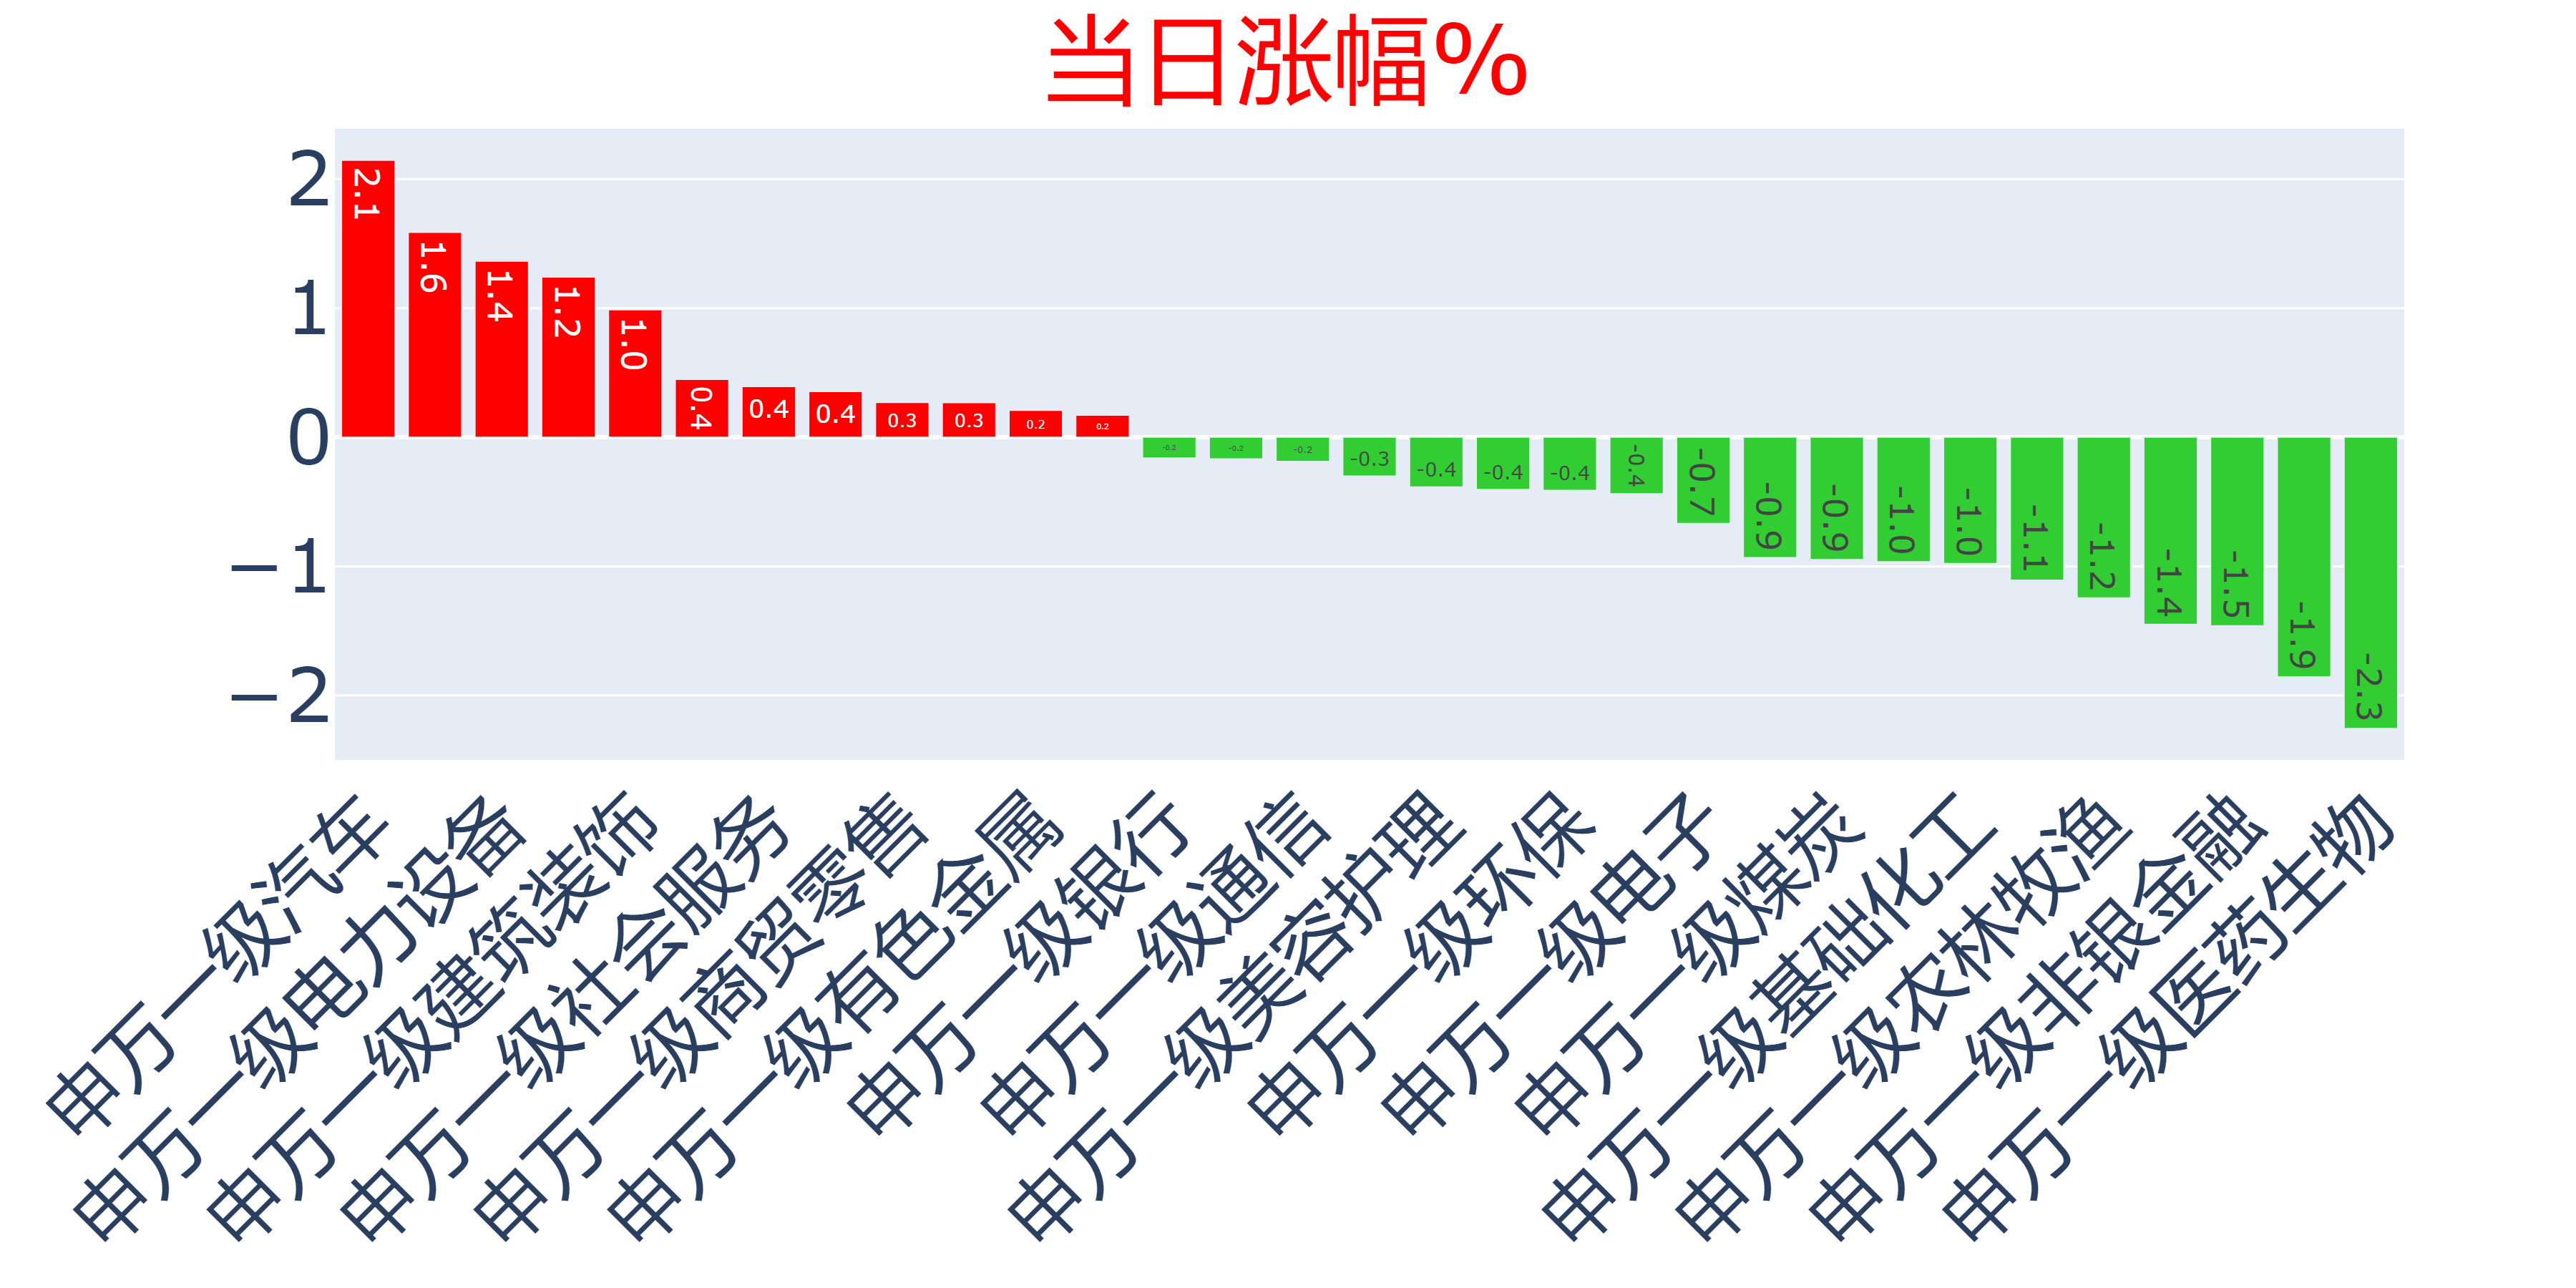 当日涨幅%
2
1
0
−1
−2
2.1
1.6
1.4
1.2
1.0
0.4
0.4
0.4
0.3
0.3
0.2
0.2
-0.2
-0.2
-0.2
-0.3
-0.4
-0.4
-0.4
-0.4
-0.7
-0.9
-0.9
-1.0
-1.0
-1.1
-1.2
-1.4
-1.5
-1.9
-2.3
申万一级汽车
申万一级电力设备
申万一级建筑装饰
申万一级社会服务
申万一级商贸零售
申万一级有色金属
申万一级银行
申万一级通信
申万一级美容护理
申万一级环保
申万一级电子
申万一级煤炭
申万一级基础化工
申万一级农林牧渔
申万一级非银金融
申万一级医药生物